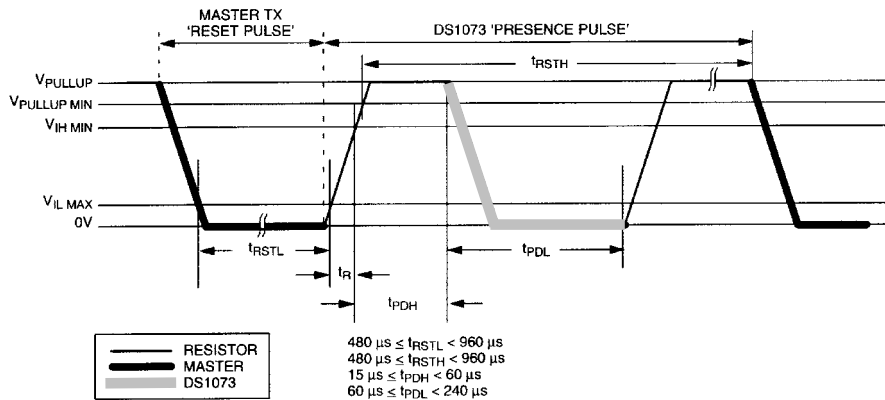 MASTER TX
'RESET PULSE'
DS1073 'PRESENCE PULSE'
tRSTH
VPULLUP
VPULLUP MIN
VIH MIN
VIL MAX
0V
tRSTL
tR
tPDL
tPDH
RESISTOR
MASTER
DS1073
480 µs ≤ tRSTL < 960 µs
480 µs ≤ tRSTH < 960 µs
15 µs ≤ tPDH < 60 µs
60 µs ≤ tPDL < 240 µs